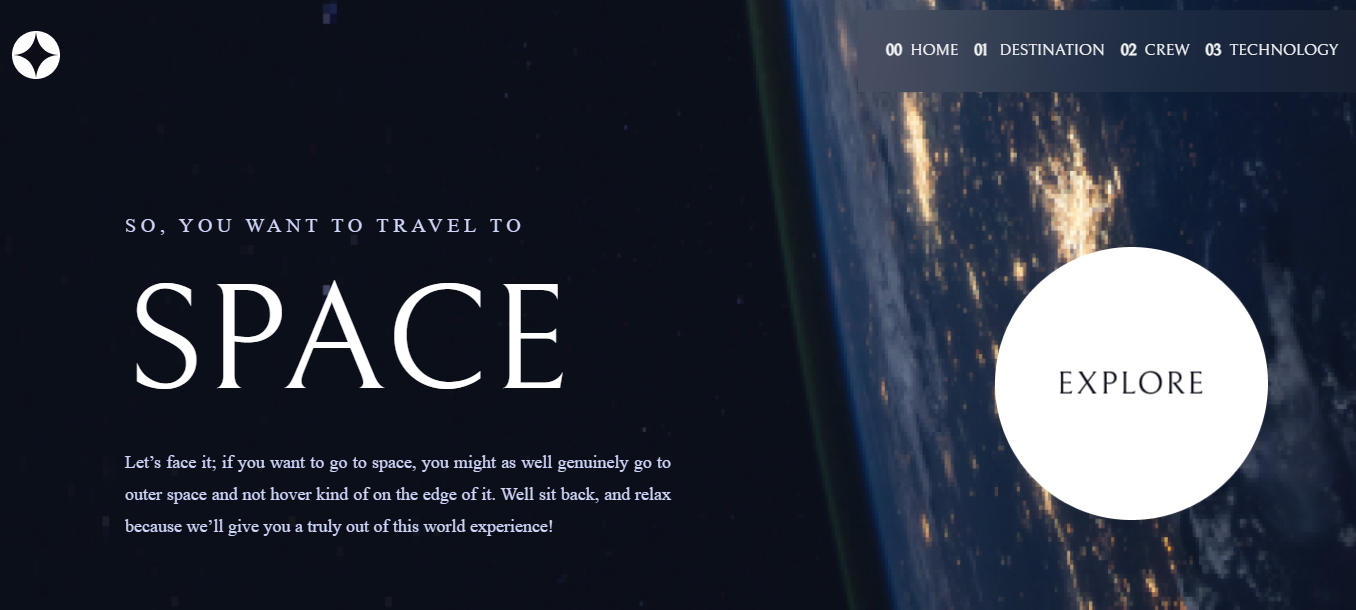 00 HOME 01 DESTINATION 02 CREW 03 TECHNOLOGY
SO, YOU WANT TO TRAVEL TO
SPACE
Let’s face it; if you want to go to space, you might as well genuinely go to
outer space and not hover kind of on the edge of it. Well sit back, and relax
because we’ll give you a truly out of this world experience!
EXPLORE